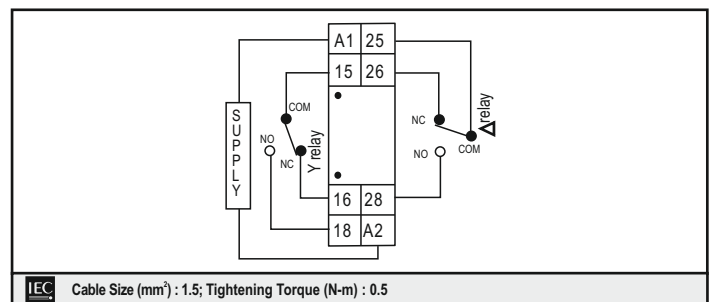 A1 25
15 26
COM
NC
Δ relay
SUPPLY
NO
NC
Y relay
NO
COM
16 28
18 A2
IEC Cable Size (mm²) : 1.5; Tightening Torque (N-m) : 0.5